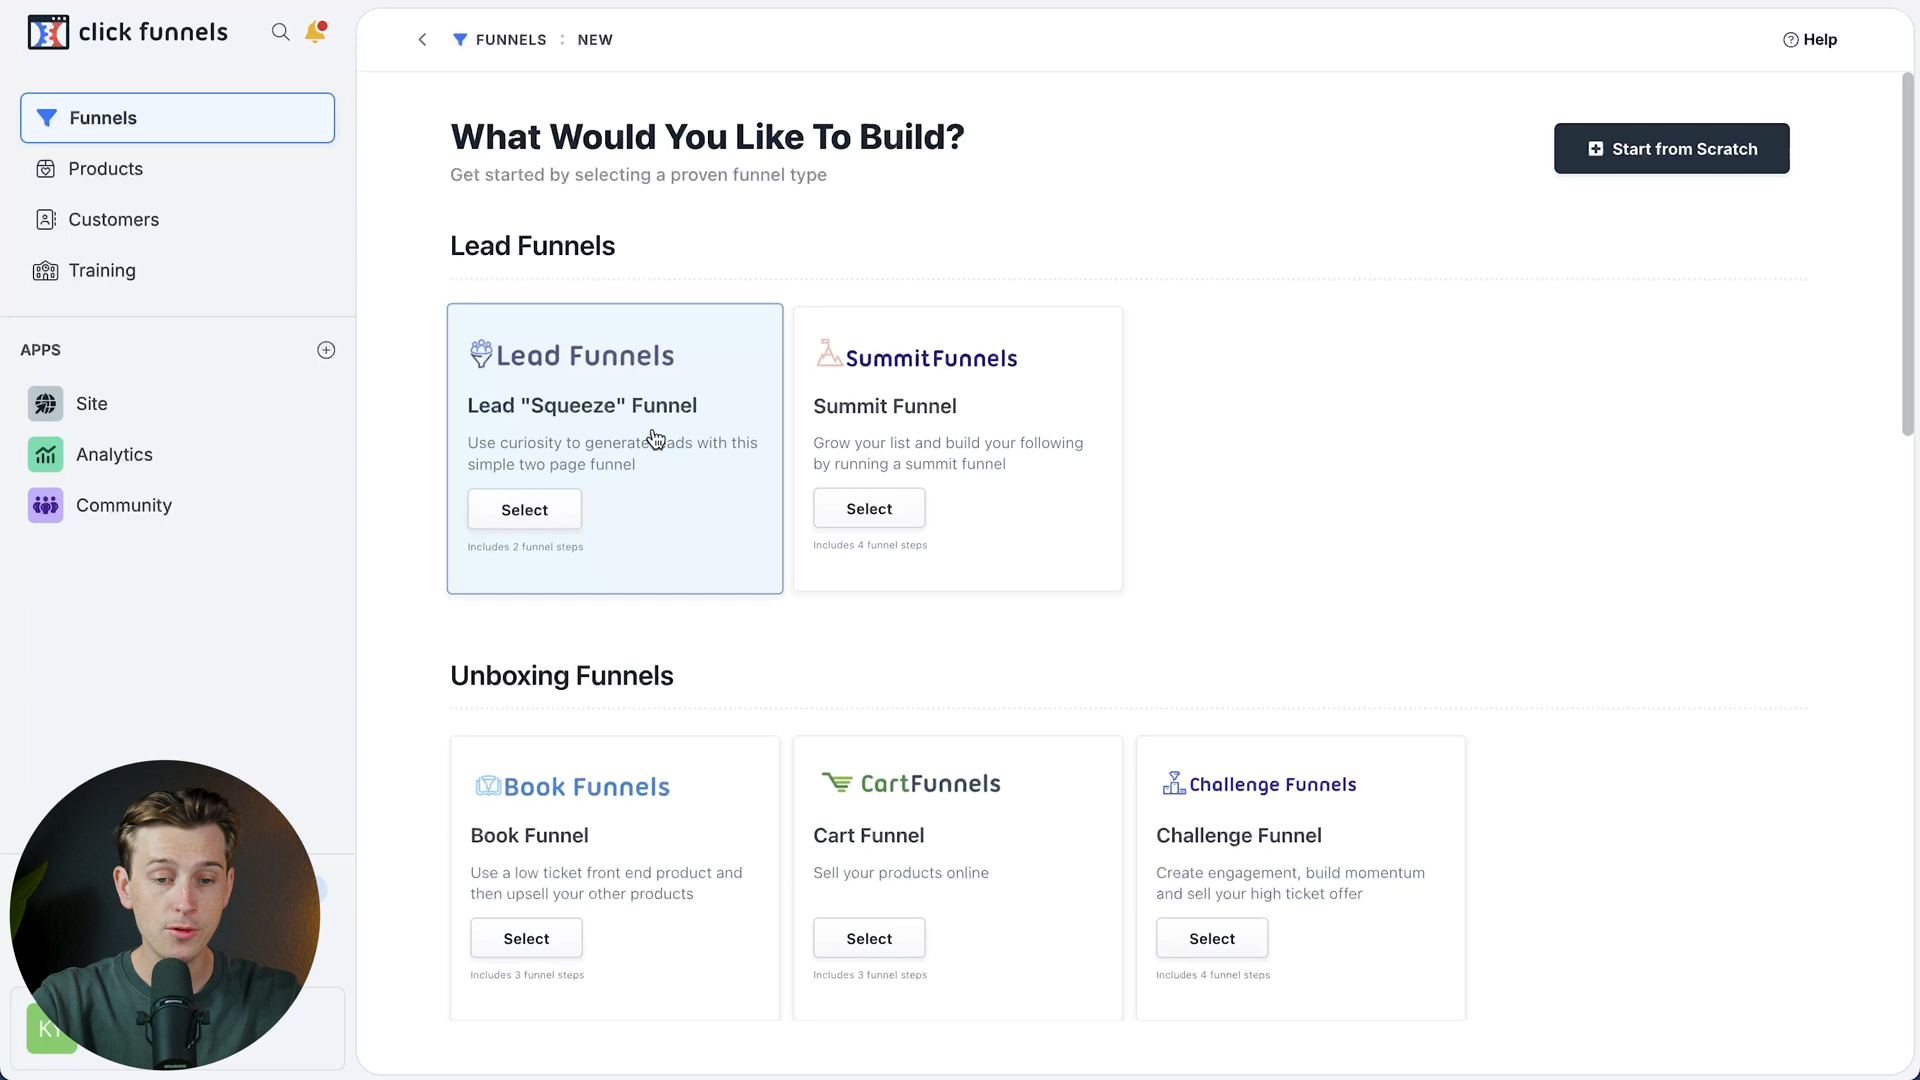 click funnels
FUNNELS : NEW
Help
Funnels
Products
Customers
Training
APPS
Site
Analytics
Community
What Would You Like To Build?
Get started by selecting a proven funnel type
Start from Scratch
Lead Funnels
Lead Funnels
Lead "Squeeze" Funnel
Use curiosity to generate ads with this
simple two page funnel
Select
Includes 2 funnel steps
SummitFunnels
Summit Funnel
Grow your list and build your following
by running a summit funnel
Select
Includes 4 funnel steps
Unboxing Funnels
Book Funnels
Book Funnel
Use a low ticket front end product and
then upsell your other products
Select
Includes 3 funnel steps
CartFunnels
Cart Funnel
Sell your products online
Select
Includes 3 funnel steps
Challenge Funnels
Challenge Funnel
Create engagement, build momentum
and sell your high ticket offer
Select
Includes 4 funnel steps